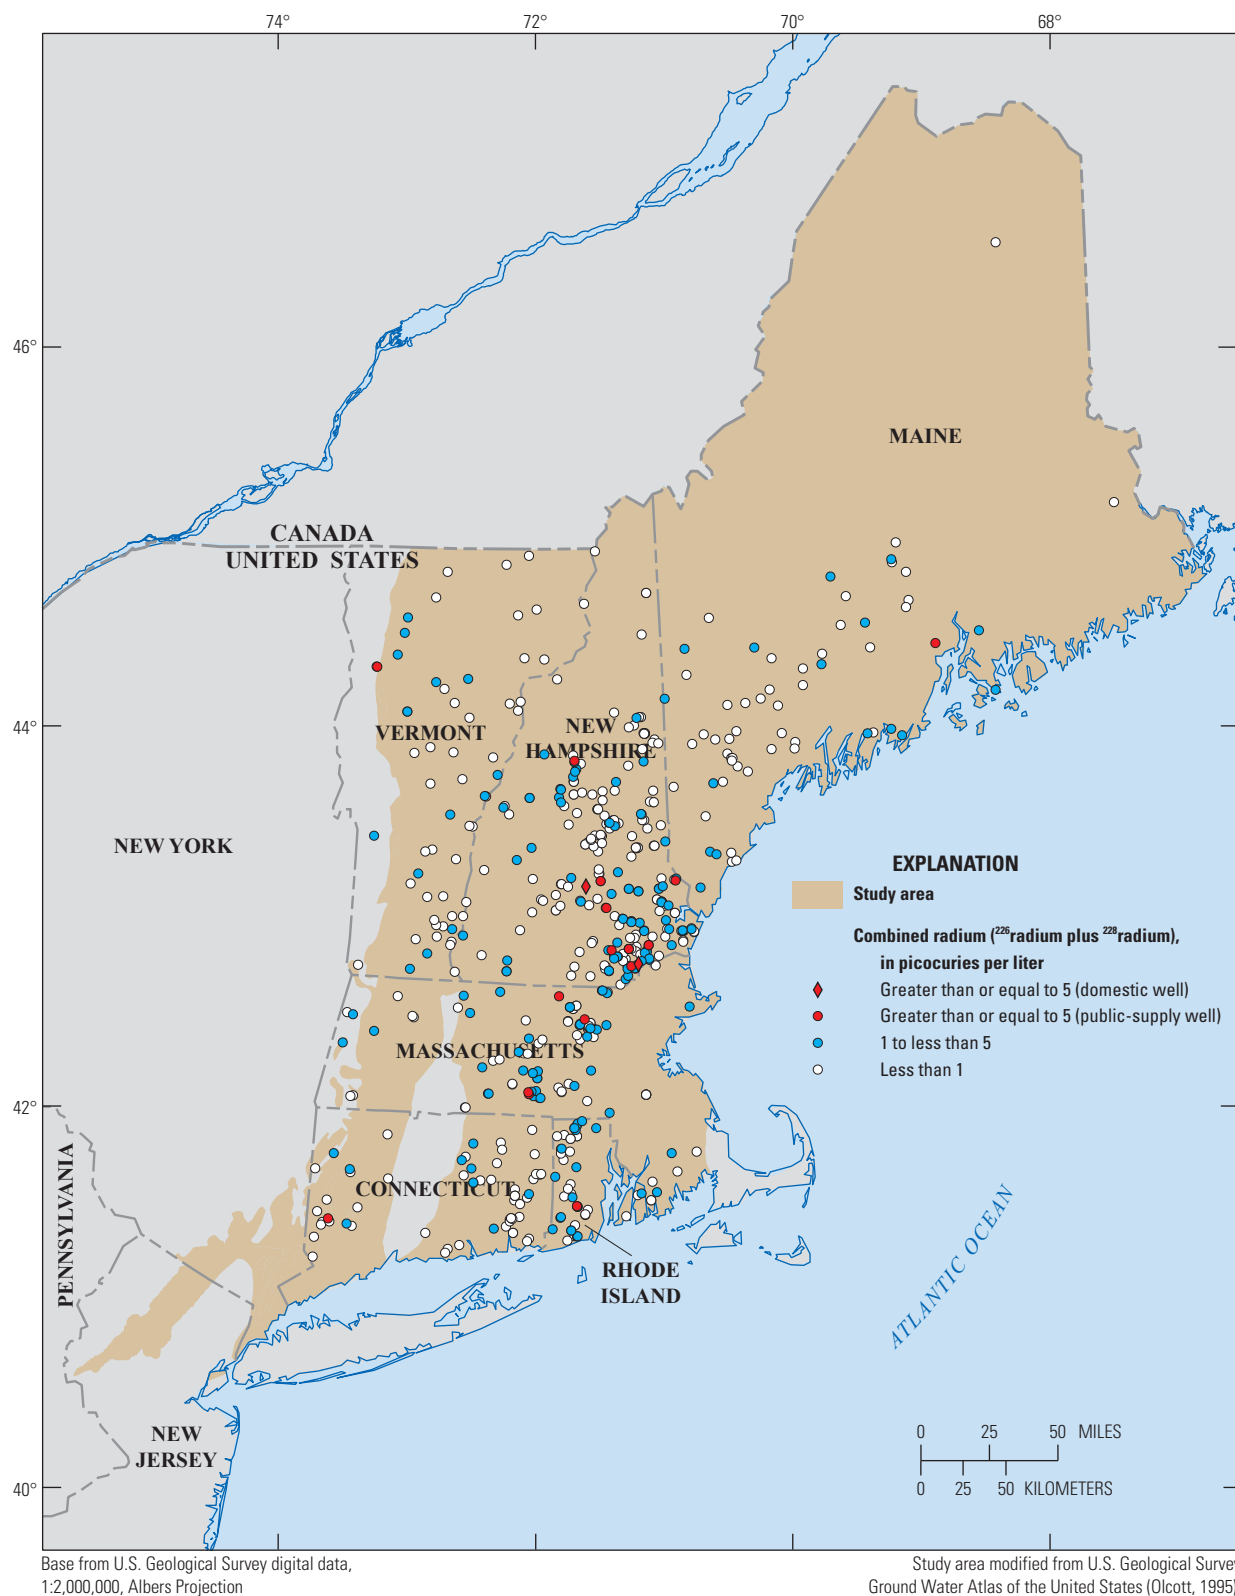 74°
72°
70°
68°
46°
MAINE
CANADA
UNITED STATES
44°
VERMONT
NEW
HAMPSHIRE
NEW YORK
EXPLANATION
Study area
Combined radium (²²⁶radium plus ²²⁸radium),
in picocuries per liter
Greater than or equal to 5 (domestic well)
Greater than or equal to 5 (public-supply well)
1 to less than 5
Less than 1
MASSACHUSETTS
42°
PENNSYLVANIA
CONNECTICUT
RHODE
ISLAND
ATLANTIC OCEAN
NEW
JERSEY
0 25 50 MILES
0 25 50 KILOMETERS
40°
Base from U.S. Geological Survey digital data,
1:2,000,000, Albers Projection
Study area modified from U.S. Geological Survey
Ground Water Atlas of the United States (Olcott, 1995)